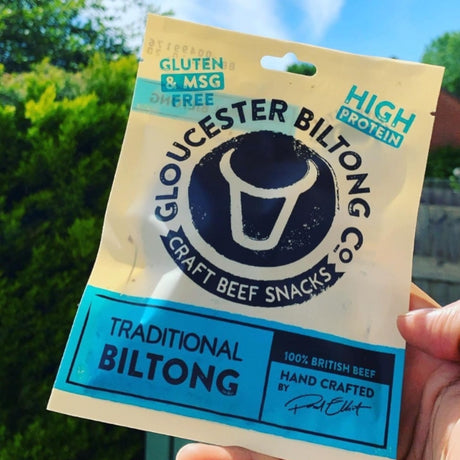 GLUTEN
& MSG
FREE
HIGH
PROTEIN
GLOUCESTER BILTONG Co
CRAFT BEEF SNACKS
TRADITIONAL
BILTONG
100% BRITISH BEEF
HAND CRAFTED
BY